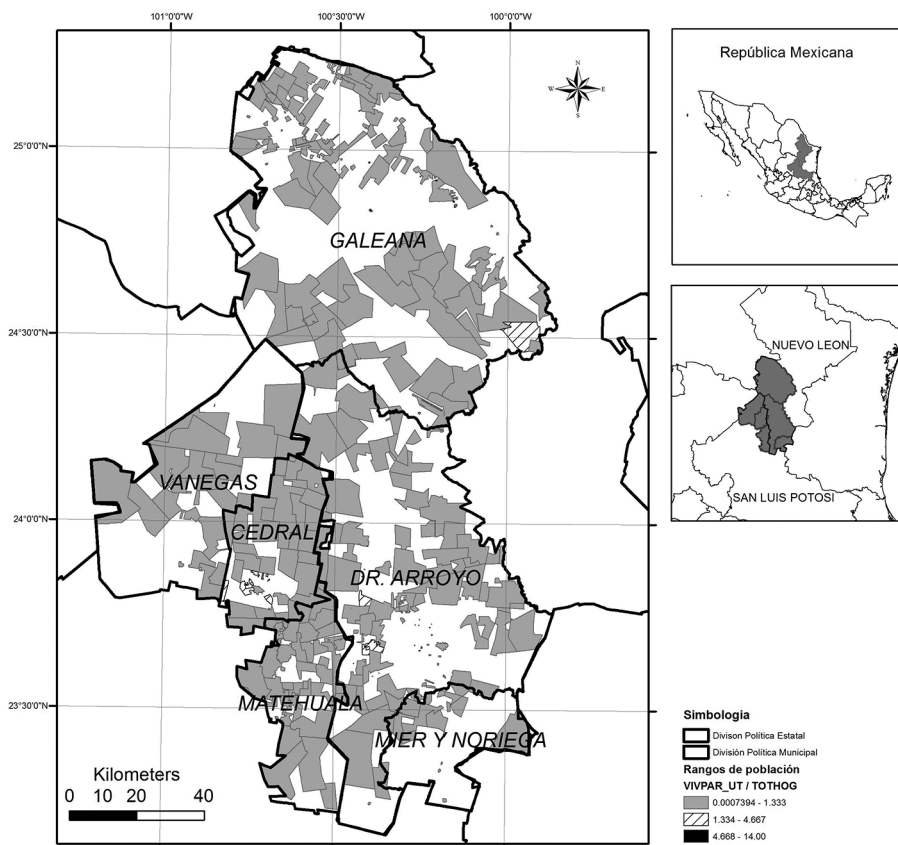 101°0'0"W 100°30'0"W 100°0'0"W
25°0'0"N
24°30'0"N
24°0'0"N
23°30'0"N
N
W E
S
GALEANA
VANEGAS
CEDRAL
DR. ARROYO
MATEHUALA
MIER Y NORIEGA
Kilometers
0 10 20 40
República Mexicana
NUEVO LEON
SAN LUIS POTOSI
Simbologia
Divison Política Estatal
División Política Municipal
Rangos de población
VIVPAR_UT / TOTHOG
0.0007394 - 1.333
1.334 - 4.667
4.668 - 14.00